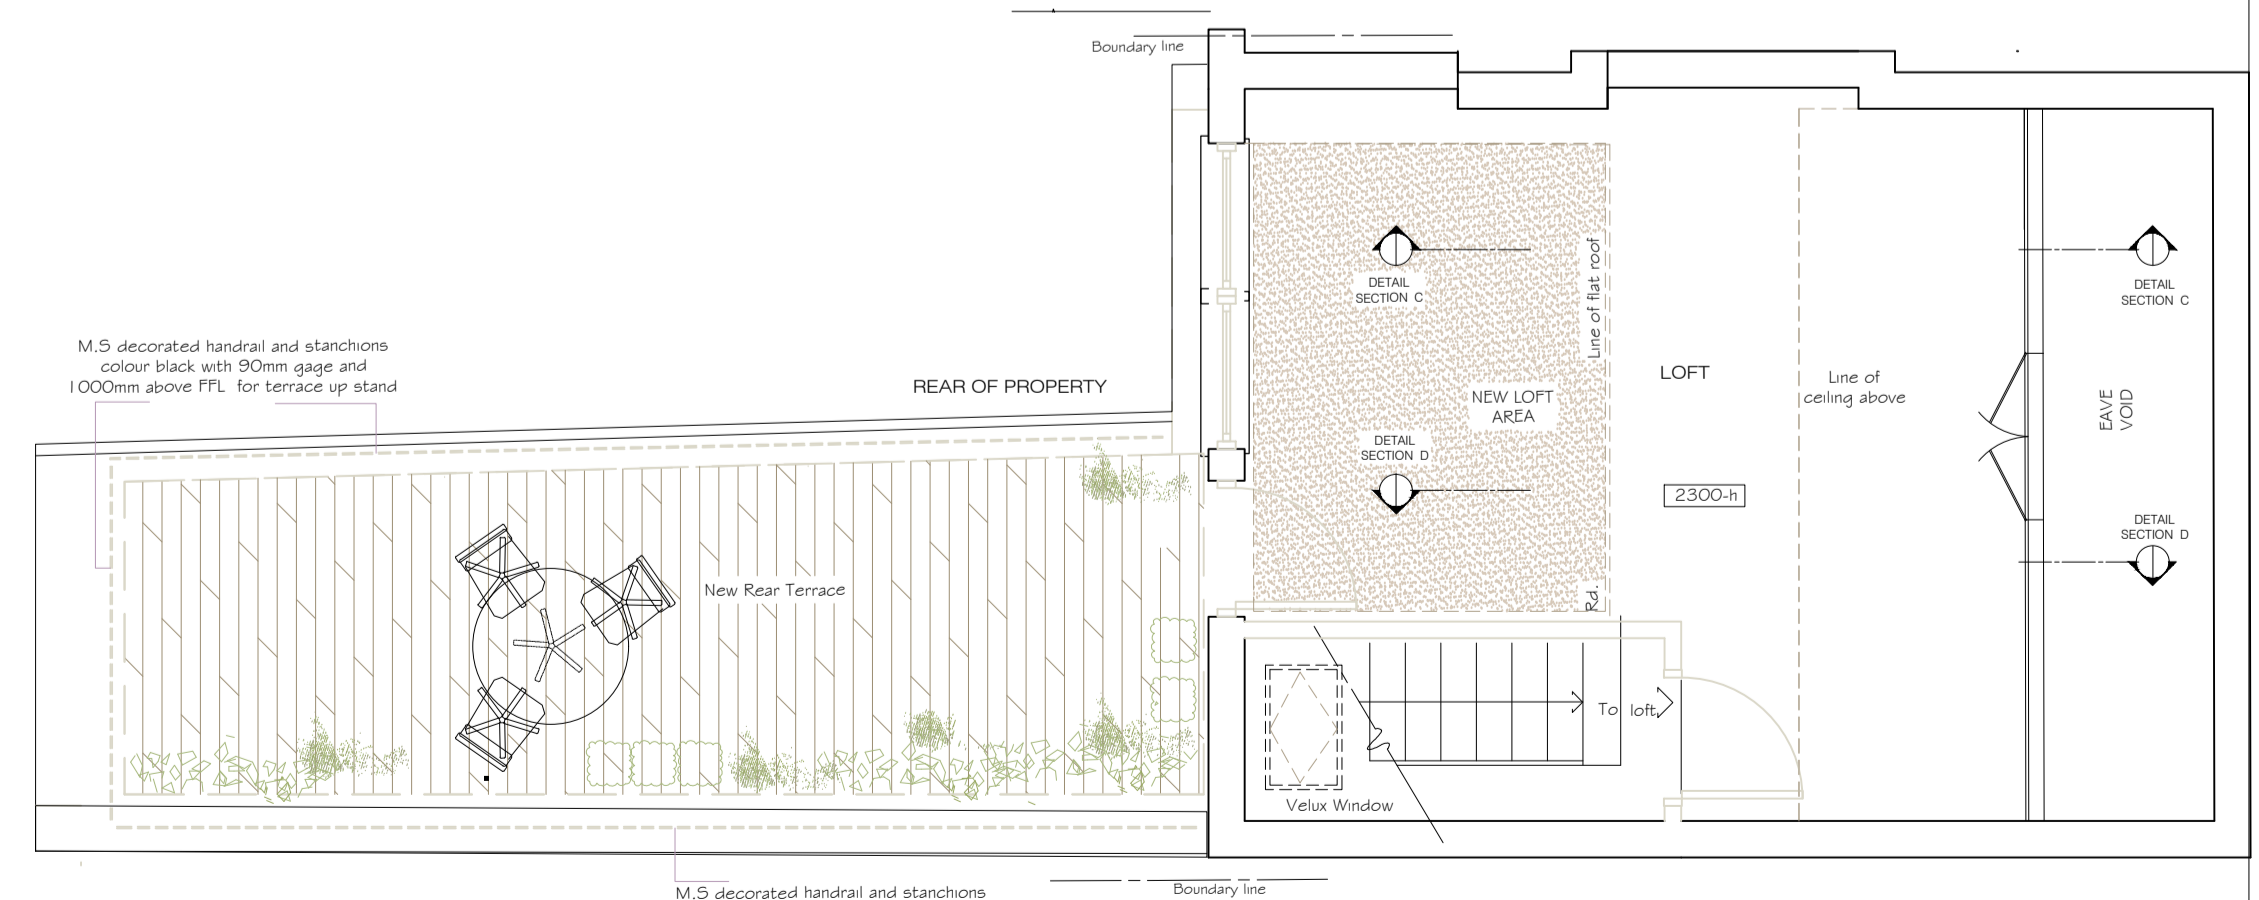 Boundary line
M.S decorated handrail and stanchions
colour black with 90mm gage and
1000mm above FFL for terrace up stand
REAR OF PROPERTY
New Rear Terrace
DETAIL
SECTION C
Line of flat roof
NEW LOFT
AREA
DETAIL
SECTION D
Rd.
LOFT
2300-h
Line of
ceiling above
DETAIL
SECTION C
EAVE
VOID
DETAIL
SECTION D
To loft
Velux Window
M.S decorated handrail and stanchions
Boundary line